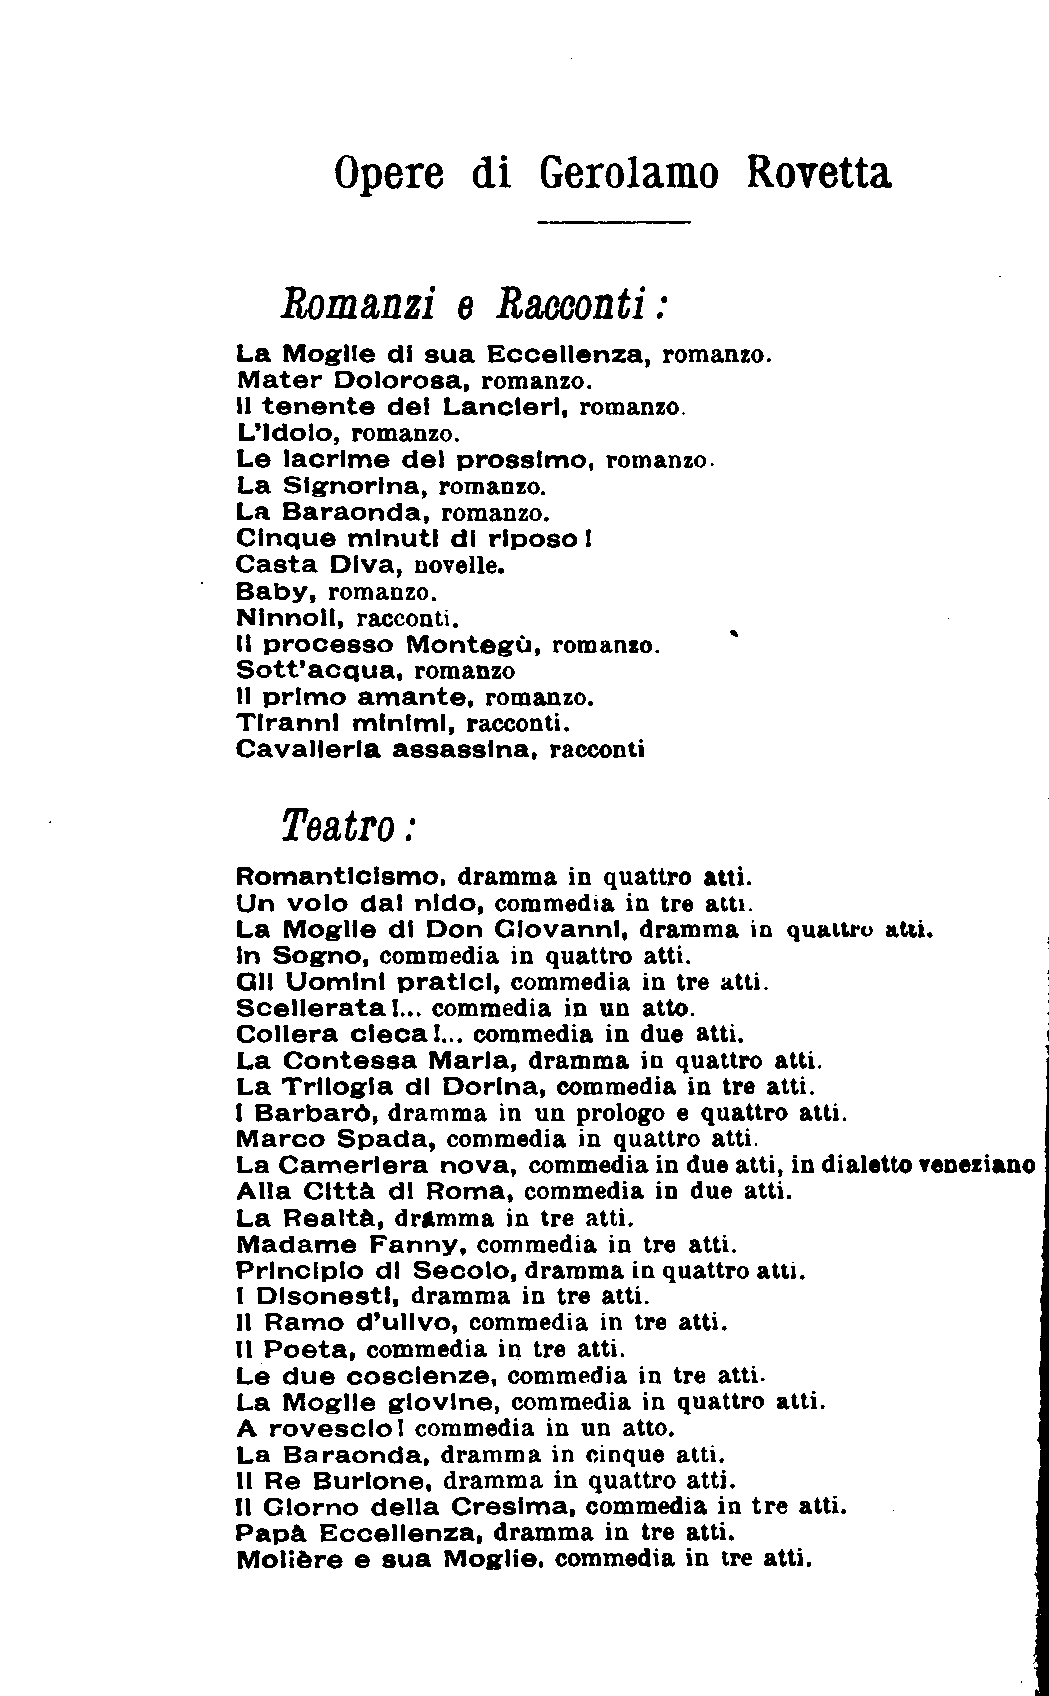 Opere di Gerolamo Rovetta
Romanzi e Racconti:
La Moglie di sua Eccellenza, romanzo.
Mater Dolorosa, romanzo.
Il tenente dei Lancieri, romanzo.
L'Idolo, romanzo.
Le lacrime del prossimo, romanzo.
La Signorina, romanzo.
La Baraonda, romanzo.
Cinque minuti di riposo!
Casta Diva, novelle.
Baby, romanzo.
Ninnoli, racconti.
Il processo Montegù, romanzo.
Sott'acqua, romanzo
Il primo amante, romanzo.
Tiranni minimi, racconti.
Cavalleria assassina, racconti
Teatro:
Romanticismo, dramma in quattro atti.
Un volo dal nido, commedia in tre atti.
La Moglie di Don Giovanni, dramma in quattro atti.
In Sogno, commedia in quattro atti.
Gli Uomini pratici, commedia in tre atti.
Scellerata!... commedia in un atto.
Collera cieca!... commedia in due atti.
La Contessa Maria, dramma in quattro atti.
La Trilogia di Dorina, commedia in tre atti.
I Barbarò, dramma in un prologo e quattro atti.
Marco Spada, commedia in quattro atti.
La Cameriera nova, commedia in due atti, in dialetto veneziano
Alla Città di Roma, commedia in due atti.
La Realtà, dramma in tre atti.
Madame Fanny, commedia in tre atti.
Principio di Secolo, dramma in quattro atti.
I Disonesti, dramma in tre atti.
Il Ramo d'ulivo, commedia in tre atti.
Il Poeta, commedia in tre atti.
Le due coscienze, commedia in tre atti.
La Moglie giovine, commedia in quattro atti.
A rovescio! commedia in un atto.
La Baraonda, dramma in cinque atti.
Il Re Burlone, dramma in quattro atti.
Il Giorno della Cresima, commedia in tre atti.
Papà Eccellenza, dramma in tre atti.
Molière e sua Moglie, commedia in tre atti.